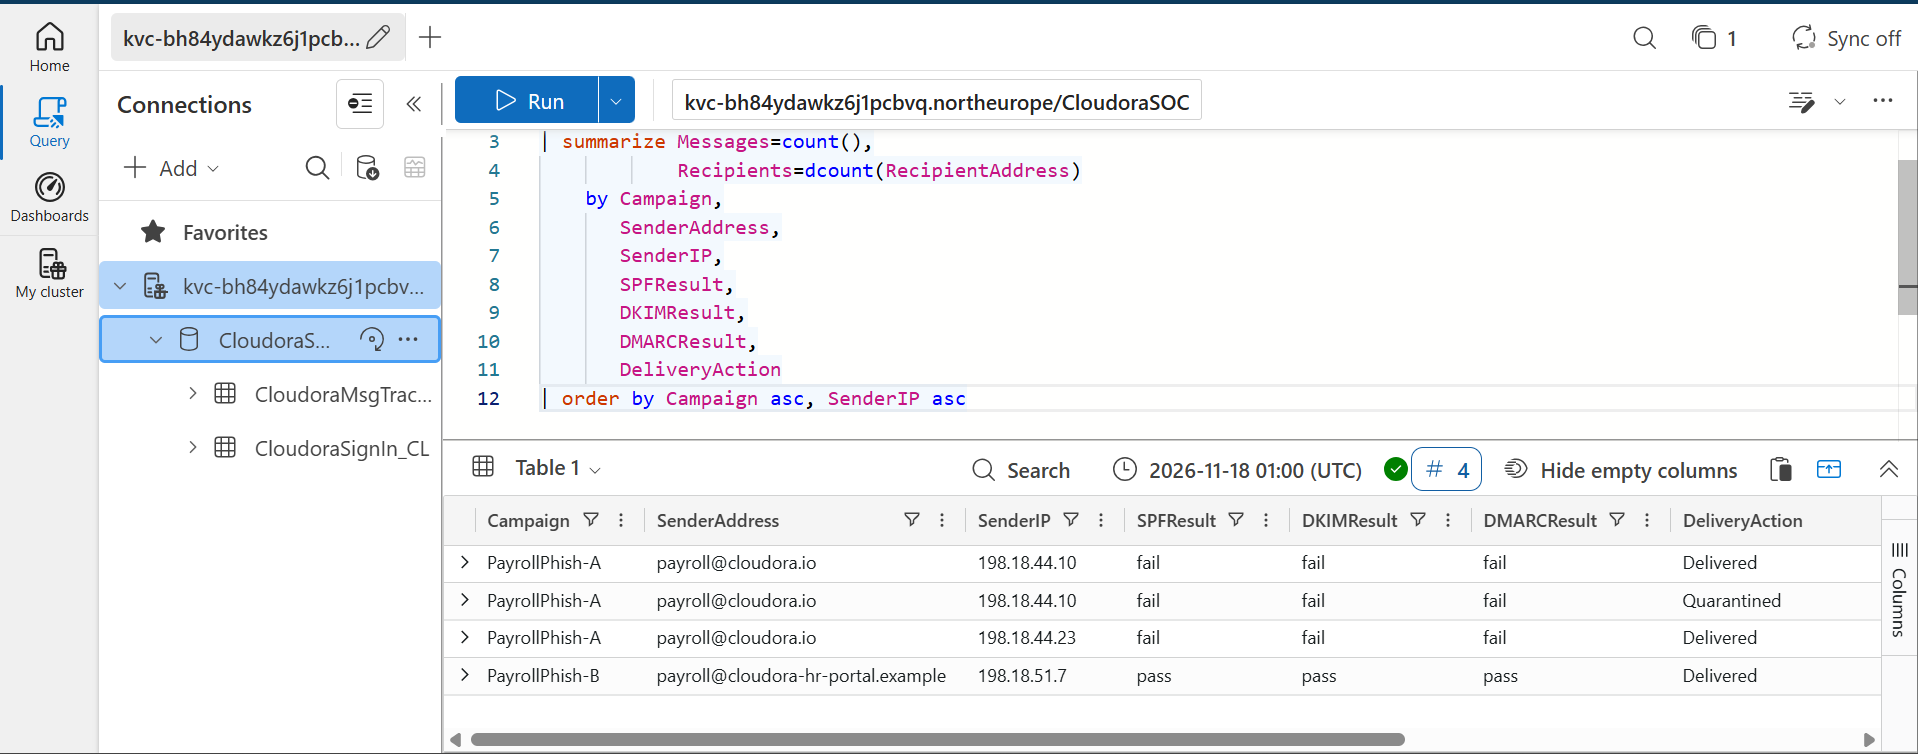 kvc-bh84ydawkz6j1pcb...
1
Sync off
Home
Query
Dashboards
My cluster
Connections
Add
Favorites
kvc-bh84ydawkz6j1pcbv...
CloudoraS...
CloudoraMsgTrac...
CloudoraSignIn_CL
Run
kvc-bh84ydawkz6j1pcbvq.northeurope/CloudoraSOC
3 | summarize Messages=count(),
4 Recipients=dcount(RecipientAddress)
5 by Campaign,
6 SenderAddress,
7 SenderIP,
8 SPFResult,
9 DKIMResult,
10 DMARCResult,
11 DeliveryAction
12 | order by Campaign asc, SenderIP asc
Table 1 Search 2026-11-18 01:00 (UTC) # 4 Hide empty columns
Campaign SenderAddress SenderIP SPFResult DKIMResult DMARCResult DeliveryAction
PayrollPhish-A payroll@cloudora.io 198.18.44.10 fail fail fail Delivered
PayrollPhish-A payroll@cloudora.io 198.18.44.10 fail fail fail Quarantined
PayrollPhish-A payroll@cloudora.io 198.18.44.23 fail fail fail Delivered
PayrollPhish-B payroll@cloudora-hr-portal.example 198.18.51.7 pass pass pass Delivered
Columns